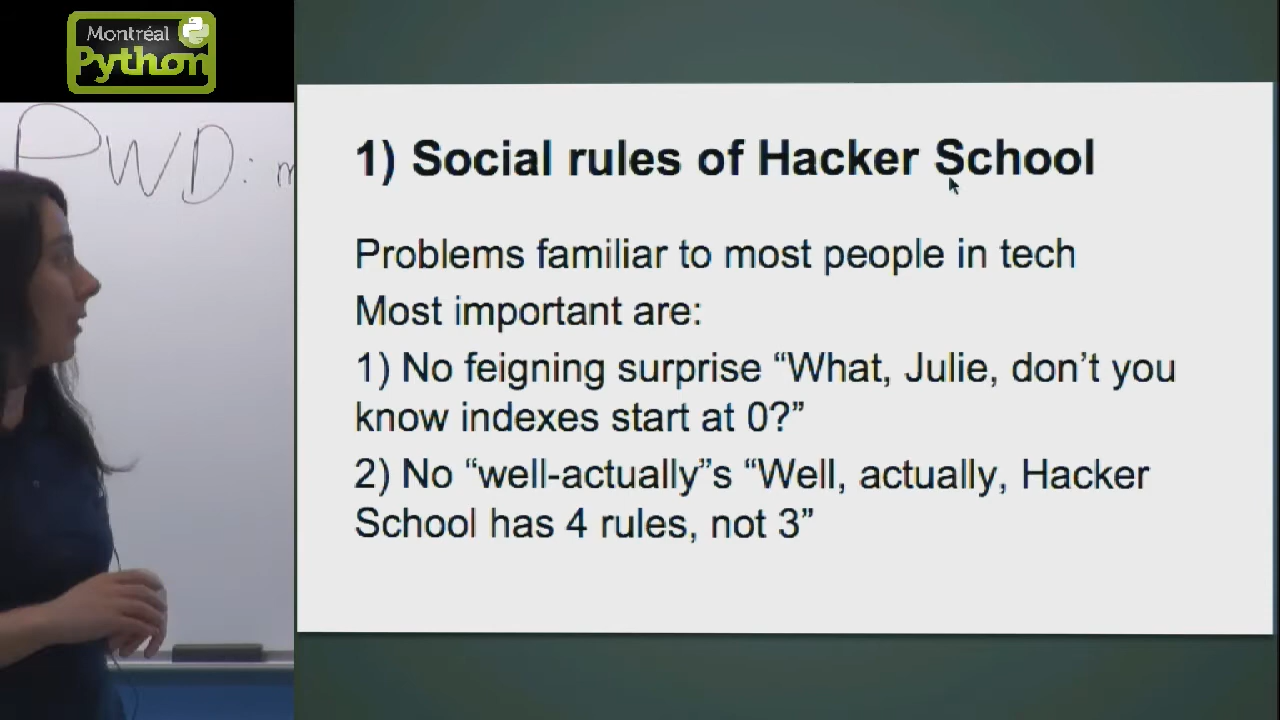 Montréal
Python
PWD:
1) Social rules of Hacker School
Problems familiar to most people in tech
Most important are:
1) No feigning surprise “What, Julie, don’t you
know indexes start at 0?”
2) No “well-actually”s “Well, actually, Hacker
School has 4 rules, not 3”